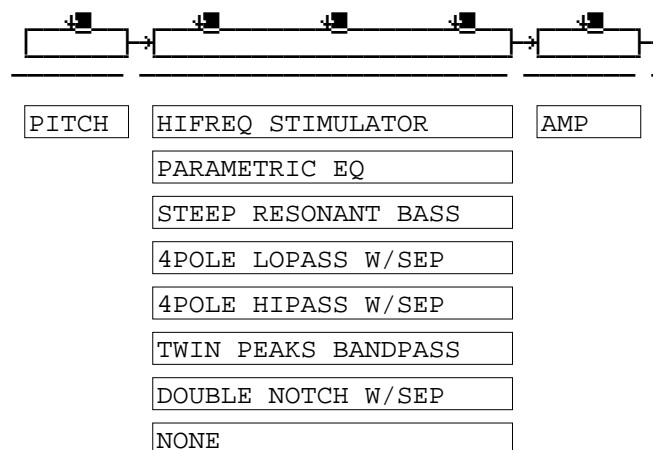 PITCH HIFREQ STIMULATOR AMP
PARAMETRIC EQ
STEEP RESONANT BASS
4POLE LOPASS W/SEP
4POLE HIPASS W/SEP
TWIN PEAKS BANDPASS
DOUBLE NOTCH W/SEP
NONE